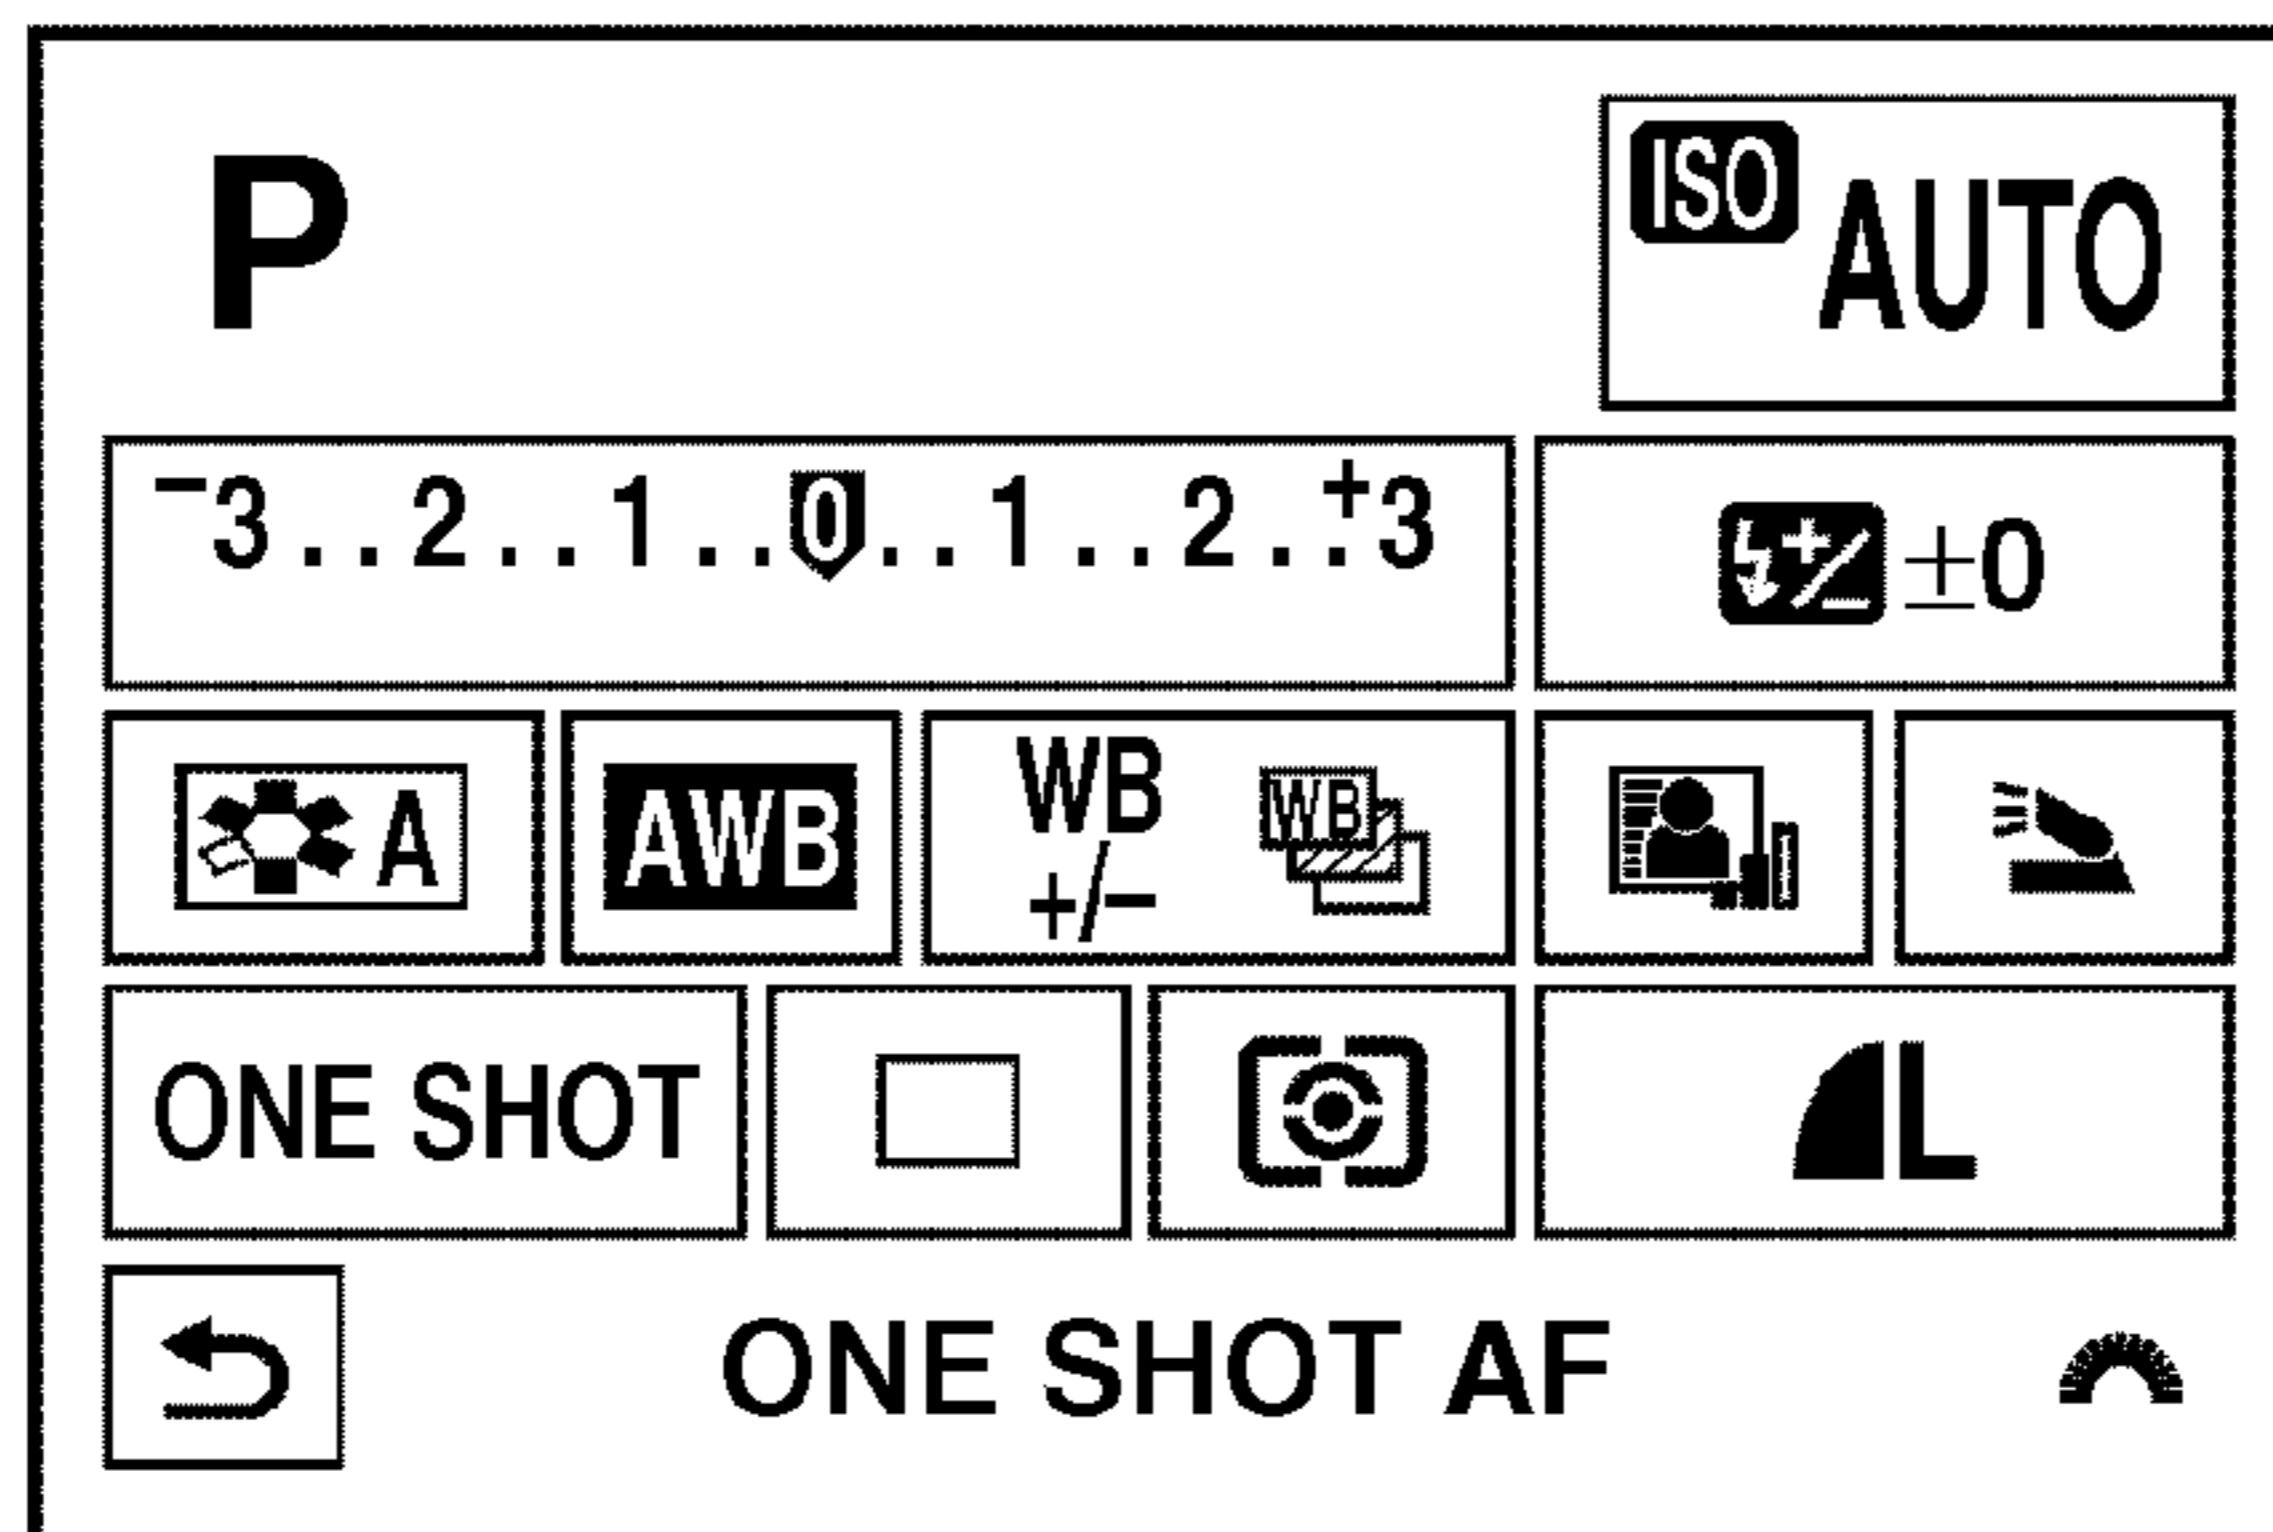 P
ISO AUTO
-3..2..1..0..1..2..+3
+/- ±0
A
AWB
WB +/-
WB
ONE SHOT
L
ONE SHOT AF